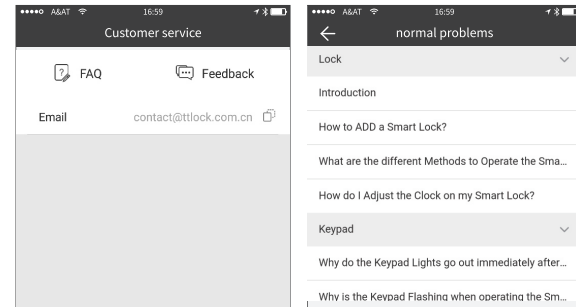 A&AT 16:59
Customer service
FAQ Feedback
Email contact@ttlock.com.cn
A&AT 16:59
normal problems
Lock
Introduction
How to ADD a Smart Lock?
What are the different Methods to Operate the Sma...
How do I Adjust the Clock on my Smart Lock?
Keypad
Why do the Keypad Lights go out immediately after...
Why is the Keypad Flashing when operating the Sm...